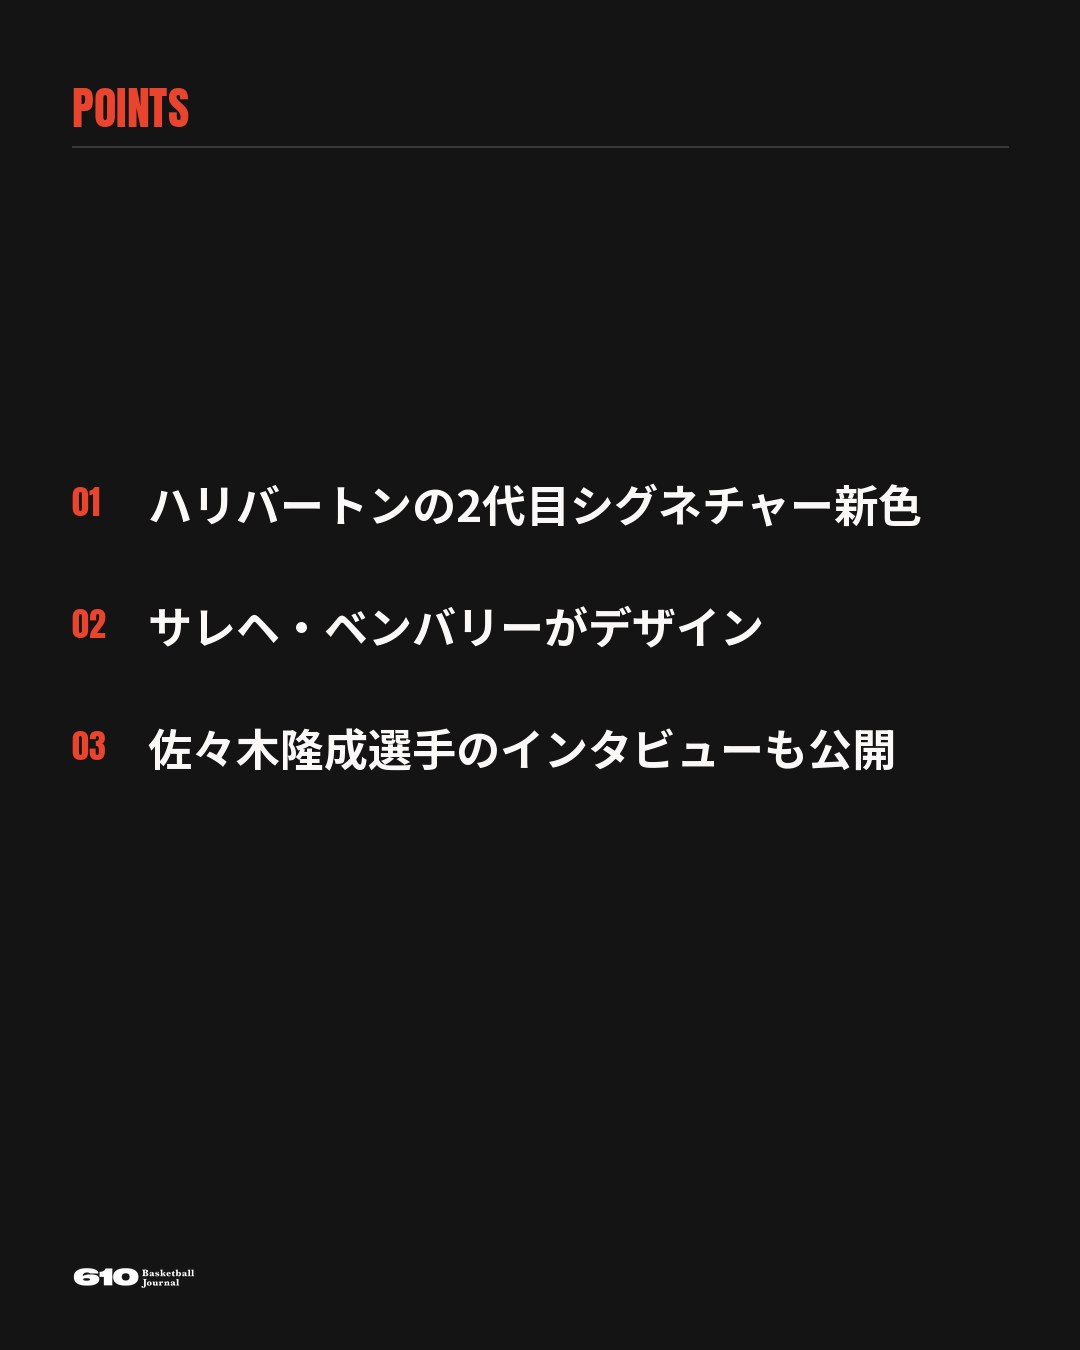 POINTS
01 ハリバートンの2代目シグネチャー新色
02 サレヘ・ベンバリーがデザイン
03 佐々木隆成選手のインタビューも公開
610 Basketball
Journal